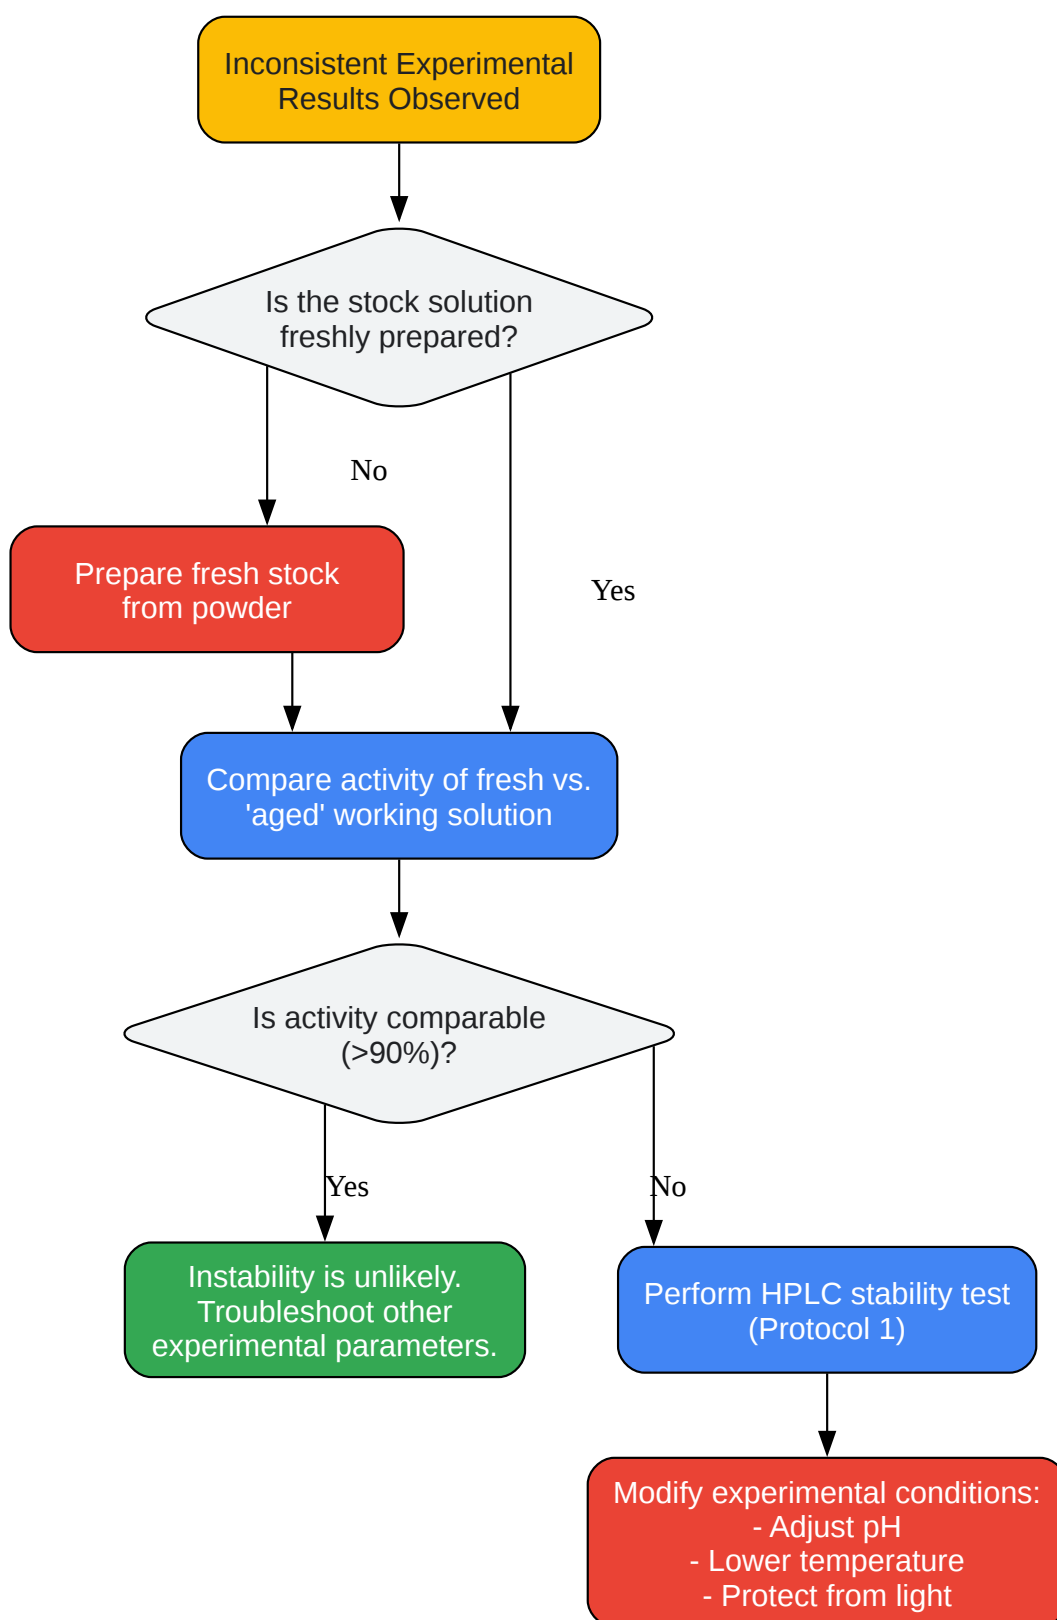 Inconsistent Experimental
Results Observed
Is the stock solution
freshly prepared?
No
Prepare fresh stock
from powder
Yes
Compare activity of fresh vs.
'aged' working solution
Is activity comparable
(>90%)?
Yes
No
Instability is unlikely.
Troubleshoot other
experimental parameters.
Perform HPLC stability test
(Protocol 1)
Modify experimental conditions:
- Adjust pH
- Lower temperature
- Protect from light